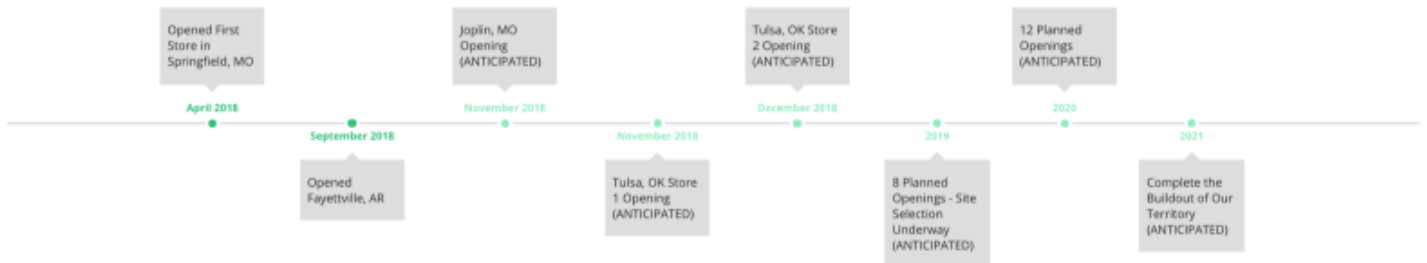 Opened First
Store in
Springfield, MO
April 2018
September 2018
Opened
Fayettville, AR
Joplin, MO
Opening
(ANTICIPATED)
November 2018
November 2018
Tulsa, OK Store
1 Opening
(ANTICIPATED)
Tulsa, OK Store
2 Opening
(ANTICIPATED)
December 2018
2019
8 Planned
Openings - Site
Selection
Underway
(ANTICIPATED)
12 Planned
Openings
(ANTICIPATED)
2020
2021
Complete the
Buildout of Our
Territory
(ANTICIPATED)